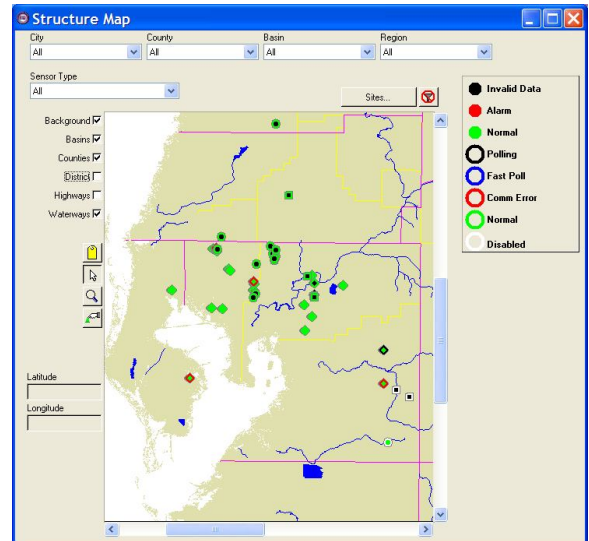 Structure Map
City County Basin Region
All All All All
Sensor Type
All
Sites...
Background
Basins
Counties
District
Highways
Waterways
Latitude
Longitude
Invalid Data
Alarm
Normal
Polling
Fast Poll
Comm Error
Normal
Disabled